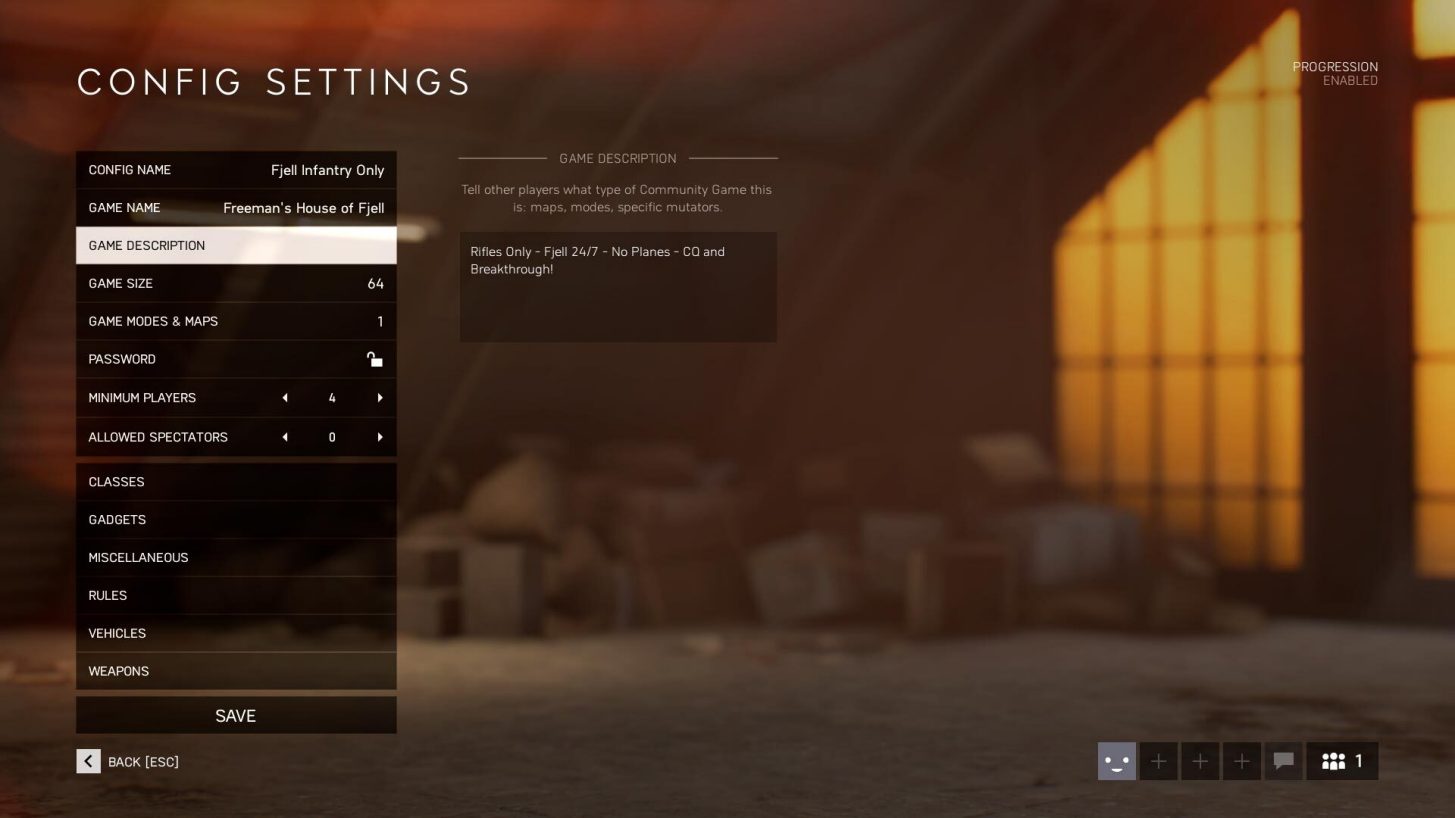 CONFIG SETTINGS
PROGRESSION
ENABLED
CONFIG NAME Fjell Infantry Only
GAME NAME Freeman's House of Fjell
GAME DESCRIPTION
GAME SIZE 64
GAME MODES & MAPS 1
PASSWORD
MINIMUM PLAYERS 4
ALLOWED SPECTATORS 0
CLASSES
GADGETS
MISCELLANEOUS
RULES
VEHICLES
WEAPONS
SAVE
BACK [ESC]
GAME DESCRIPTION
Tell other players what type of Community Game this
is: maps, modes, specific mutators.
Rifles Only - Fjell 24/7 - No Planes - CQ and
Breakthrough!
1